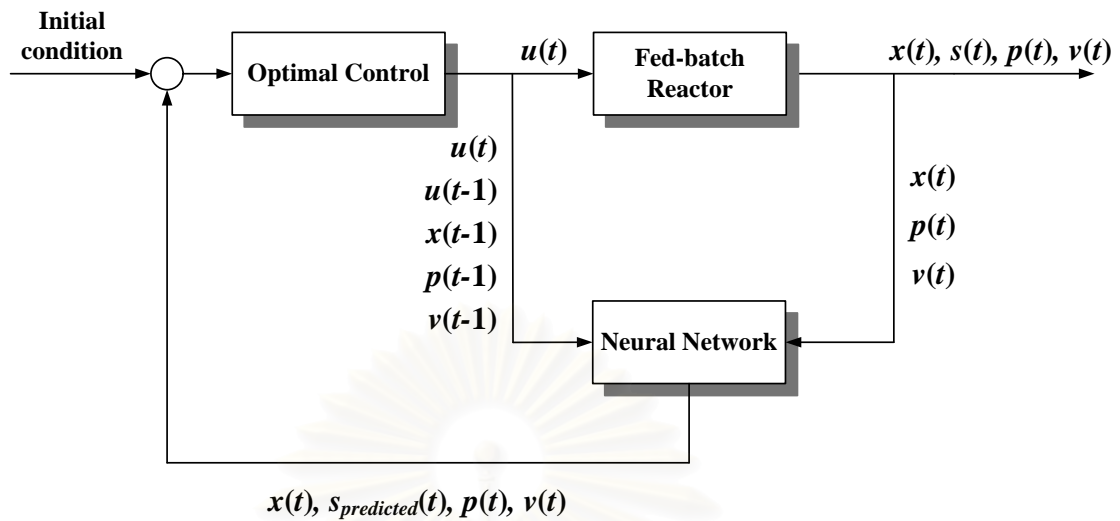 Initial
condition
Optimal Control
u(t)
Fed-batch
Reactor
x(t), s(t), p(t), v(t)
u(t)
u(t-1)
x(t-1)
p(t-1)
v(t-1)
x(t)
p(t)
v(t)
Neural Network
x(t), s_predicted(t), p(t), v(t)